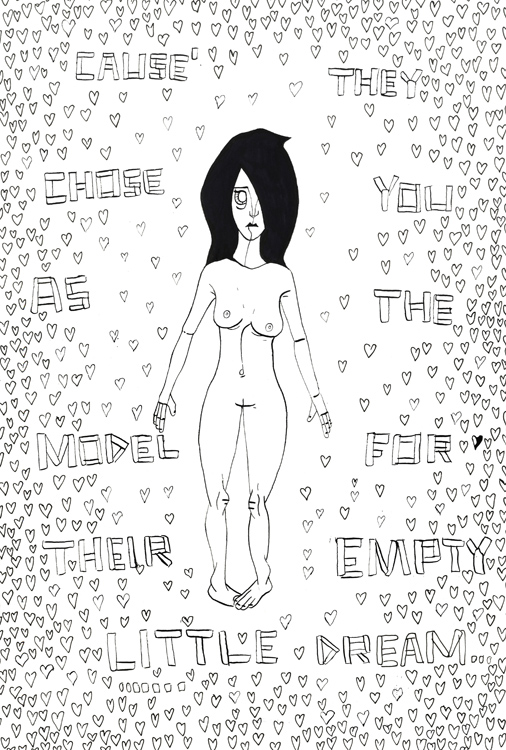 'CAUSE' THEY
CHOSE YOU
AS THE
MODEL FOR
THEIR EMPTY
LITTLE DREAM...
.......